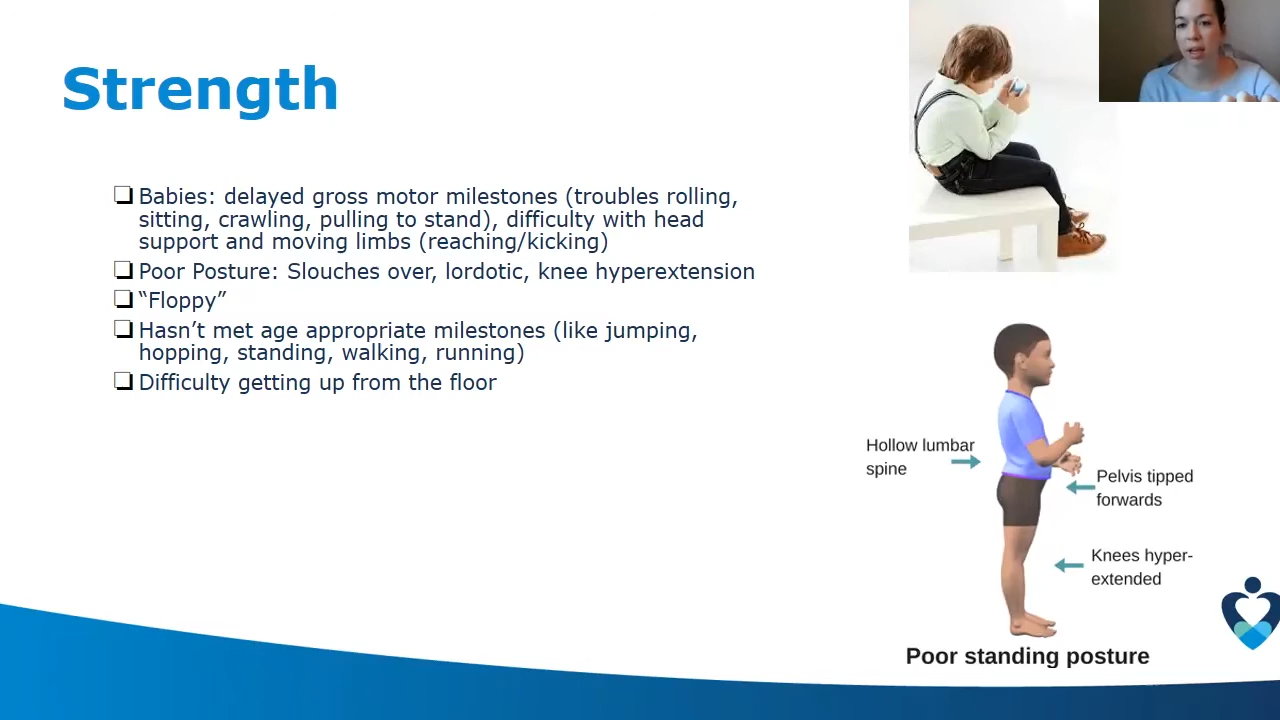 Strength
❑ Babies: delayed gross motor milestones (troubles rolling,
sitting, crawling, pulling to stand), difficulty with head
support and moving limbs (reaching/kicking)
❑ Poor Posture: Slouches over, lordotic, knee hyperextension
❑ “Floppy”
❑ Hasn’t met age appropriate milestones (like jumping,
hopping, standing, walking, running)
❑ Difficulty getting up from the floor
Hollow lumbar
spine
Pelvis tipped
forwards
Knees hyper-
extended
Poor standing posture